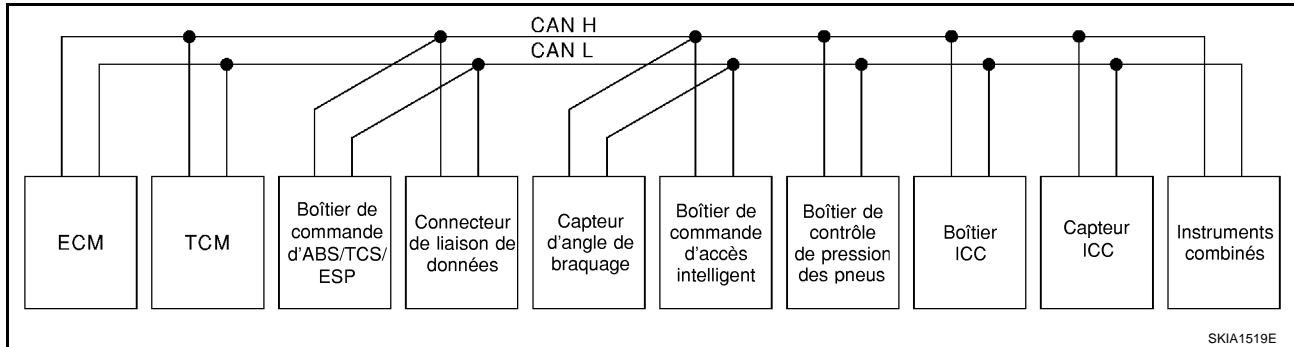 CAN H
CAN L
ECM
TCM
Boîtier de
commande
d'ABS/TCS/
ESP
Connecteur
de liaison de
données
Capteur
d'angle de
braquage
Boîtier de
commande
d'accès
intelligent
Boîtier de
contrôle
de pression
des pneus
Boîtier
ICC
Capteur
ICC
Instruments
combinés
SKIA1519E